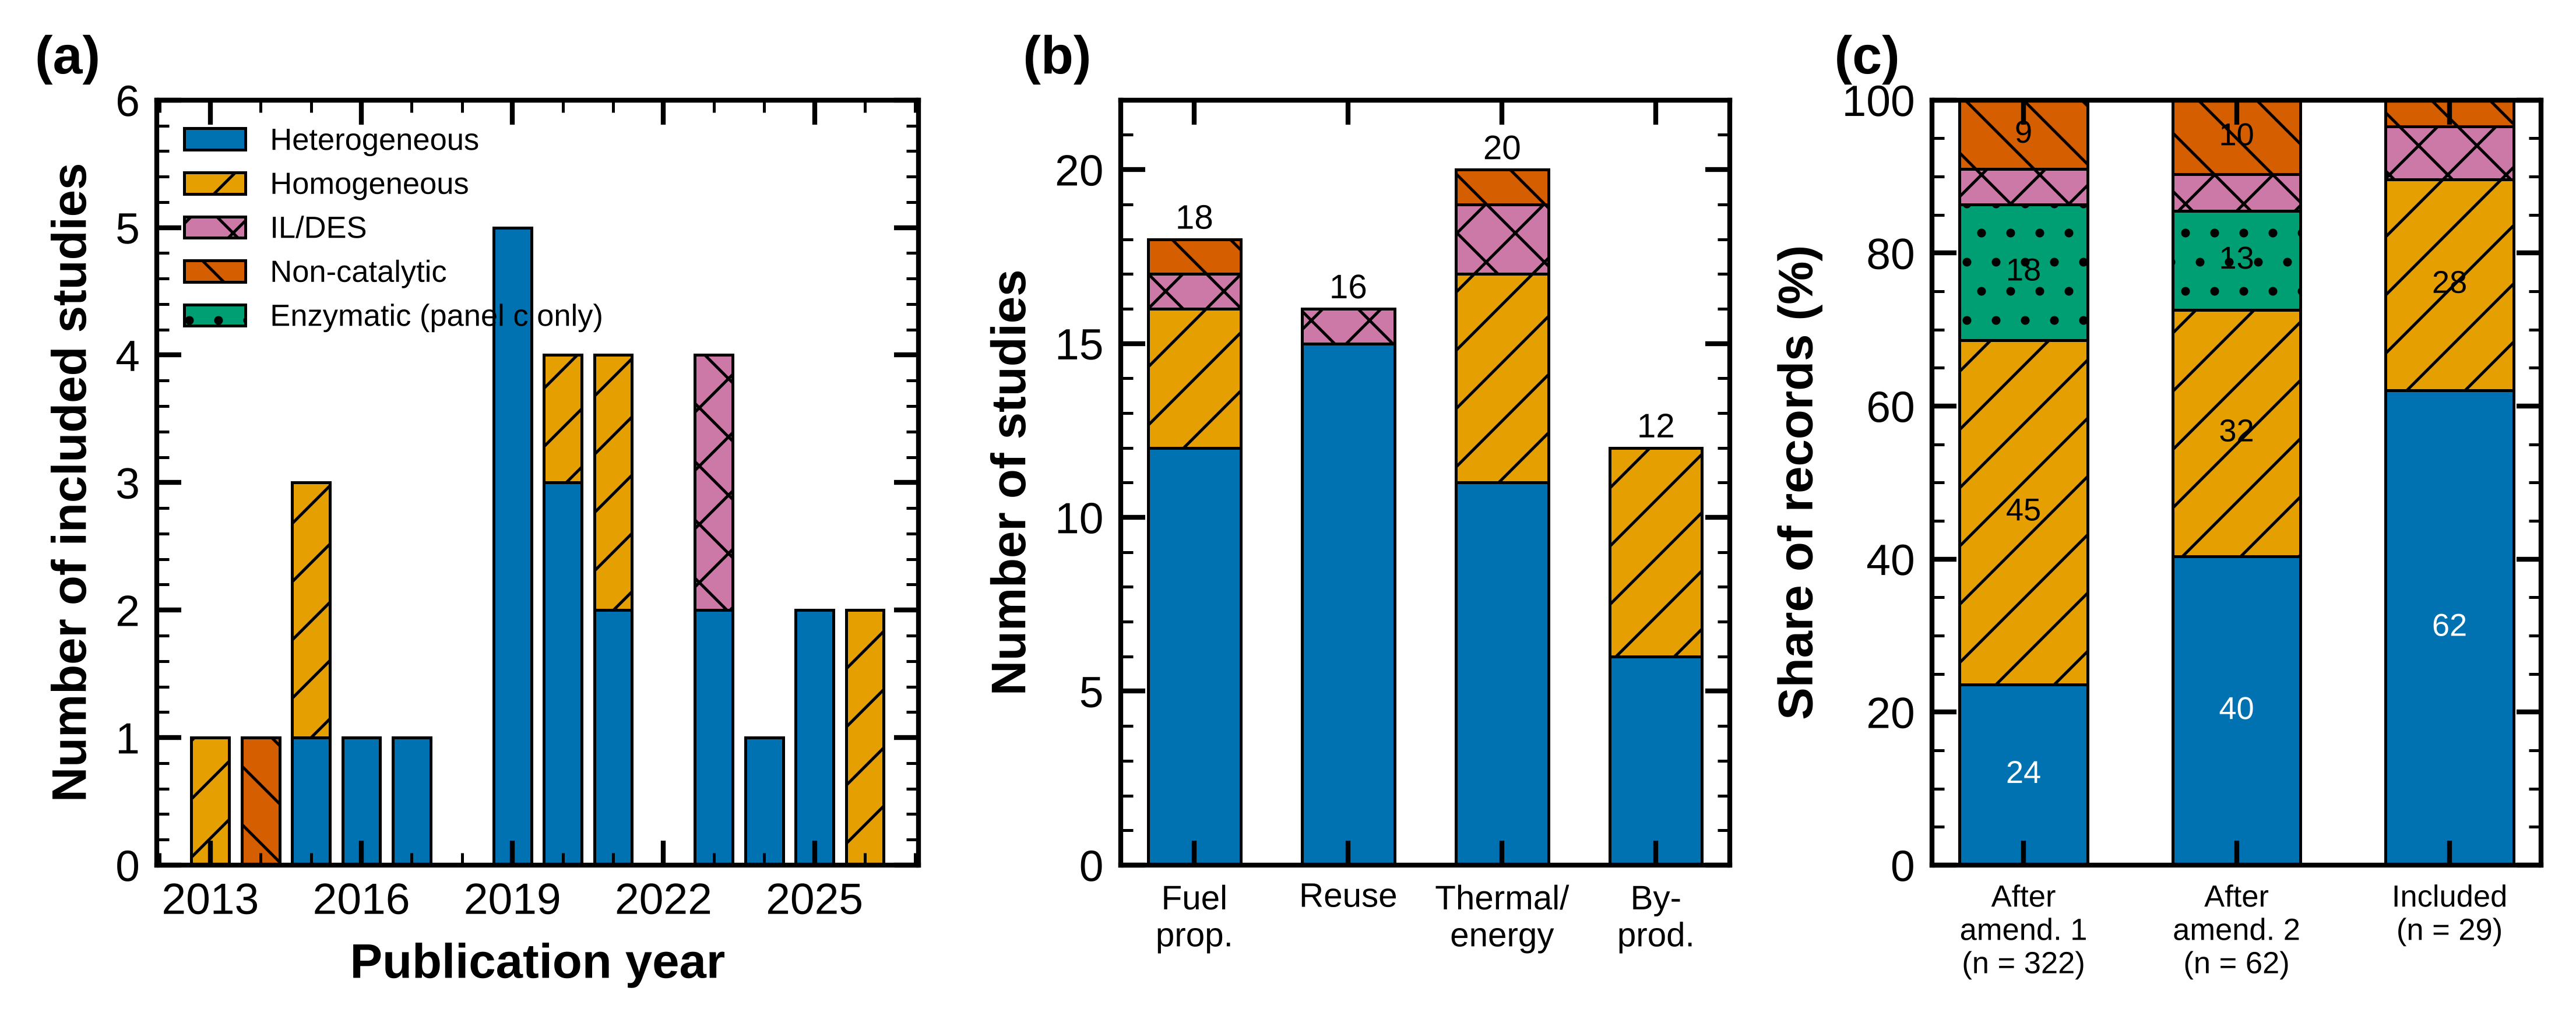 (a)
Number of included studies
6
5
4
3
2
1
0
Heterogeneous
Homogeneous
IL/DES
Non-catalytic
Enzymatic (panel c only)
2013 2016 2019 2022 2025
Publication year
(b)
Number of studies
20
15
10
5
0
18
16
20
12
Fuel
prop.
Reuse
Thermal/
energy
By-
prod.
(c)
Share of records (%)
100
80
60
40
20
0
9
18
45
24
10
13
32
40
28
62
After
amend. 1
(n = 322)
After
amend. 2
(n = 62)
Included
(n = 29)